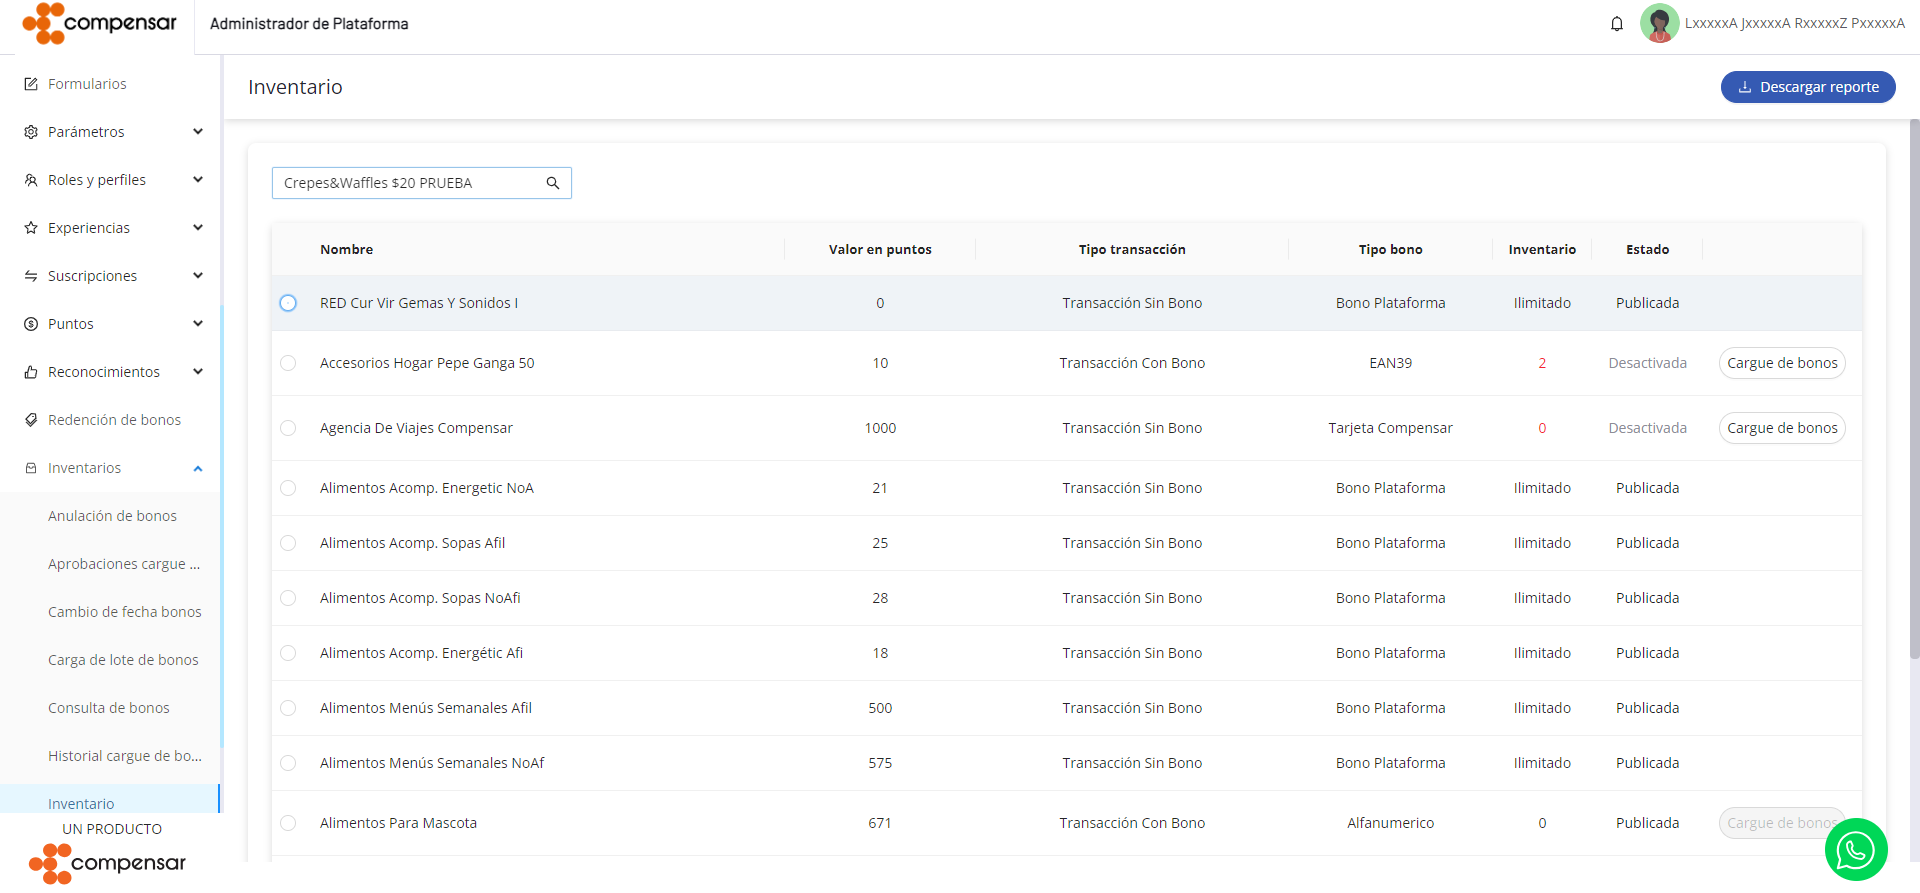 compensar
Administrador de Plataforma
LxxxxxA JxxxxxA RxxxxxZ PxxxxxA
Formularios
Parámetros
Roles y perfiles
Experiencias
Suscripciones
Puntos
Reconocimientos
Redención de bonos
Inventarios
Anulación de bonos
Aprobaciones cargue ...
Cambio de fecha bonos
Carga de lote de bonos
Consulta de bonos
Historial cargue de bo...
Inventario
UN PRODUCTO
compensar
Inventario
Descargar reporte
Crepes&Waffles $20 PRUEBA
Nombre Valor en puntos Tipo transacción Tipo bono Inventario Estado
RED Cur Vir Gemas Y Sonidos I 0 Transacción Sin Bono Bono Plataforma Ilimitado Publicada
Accesorios Hogar Pepe Ganga 50 10 Transacción Con Bono EAN39 2 Desactivada Cargue de bonos
Agencia De Viajes Compensar 1000 Transacción Sin Bono Tarjeta Compensar 0 Desactivada Cargue de bonos
Alimentos Acomp. Energetic NoA 21 Transacción Sin Bono Bono Plataforma Ilimitado Publicada
Alimentos Acomp. Sopas Afil 25 Transacción Sin Bono Bono Plataforma Ilimitado Publicada
Alimentos Acomp. Sopas NoAfi 28 Transacción Sin Bono Bono Plataforma Ilimitado Publicada
Alimentos Acomp. Energétic Afi 18 Transacción Sin Bono Bono Plataforma Ilimitado Publicada
Alimentos Menús Semanales Afil 500 Transacción Sin Bono Bono Plataforma Ilimitado Publicada
Alimentos Menús Semanales NoAf 575 Transacción Sin Bono Bono Plataforma Ilimitado Publicada
Alimentos Para Mascota 671 Transacción Con Bono Alfanumerico 0 Publicada Cargue de bonos